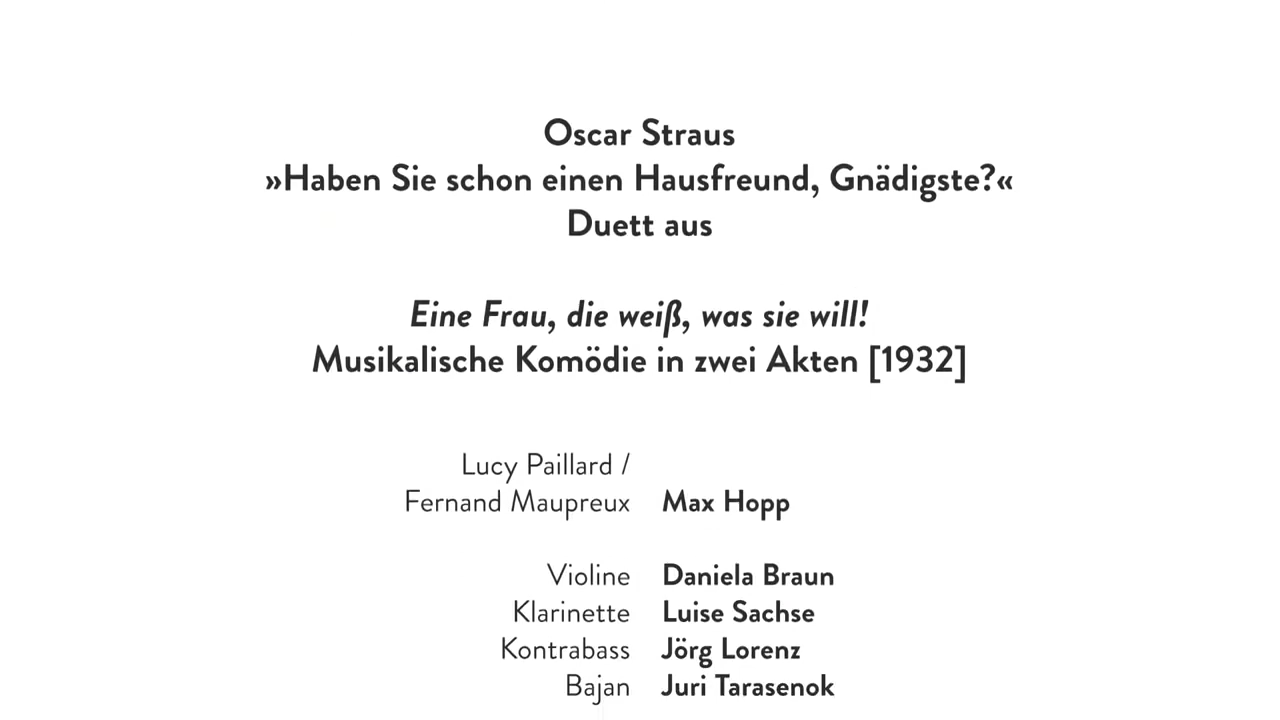 Oscar Straus
»Haben Sie schon einen Hausfreund, Gnädigste?«
Duett aus
Eine Frau, die weiß, was sie will!
Musikalische Komödie in zwei Akten [1932]
Lucy Paillard /
Fernand Maupreux Max Hopp
Violine Daniela Braun
Klarinette Luise Sachse
Kontrabass Jörg Lorenz
Bajan Juri Tarasenok